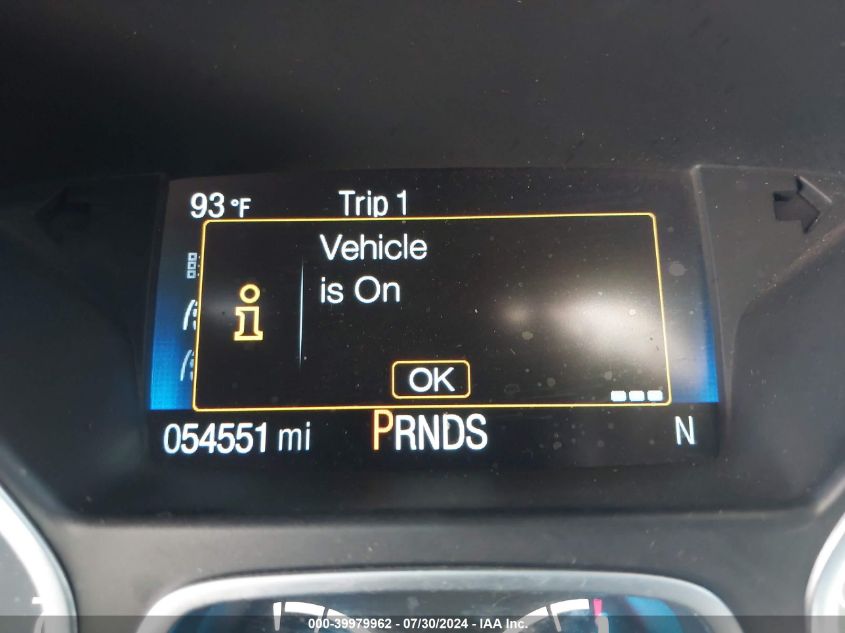 93 °F Trip 1
Vehicle
is On
OK
054551 mi PRNDS N
000-39979962 / 07/30/2024 - IAA Inc.